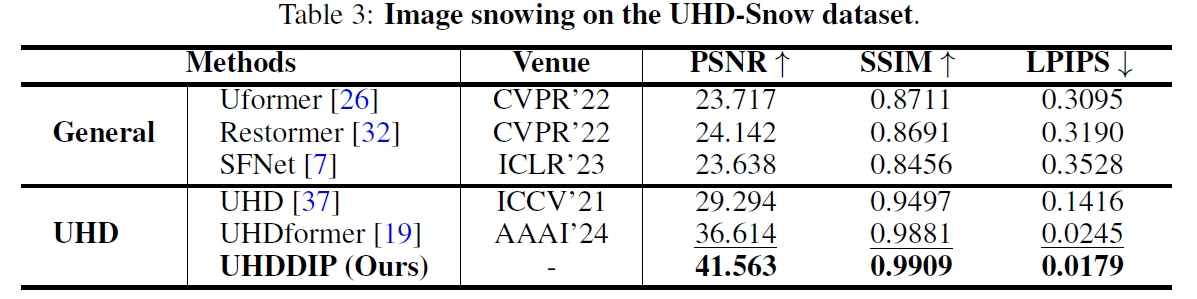 Table 3: Image snowing on the UHD-Snow dataset.
Methods Venue PSNR ↑ SSIM ↑ LPIPS ↓
Uformer [26] CVPR'22 23.717 0.8711 0.3095
General Restormer [32] CVPR'22 24.142 0.8691 0.3190
SFNet [7] ICLR'23 23.638 0.8456 0.3528
UHD [37] ICCV'21 29.294 0.9497 0.1416
UHD UHDformer [19] AAAI'24 36.614 0.9881 0.0245
UHDDIP (Ours) - 41.563 0.9909 0.0179